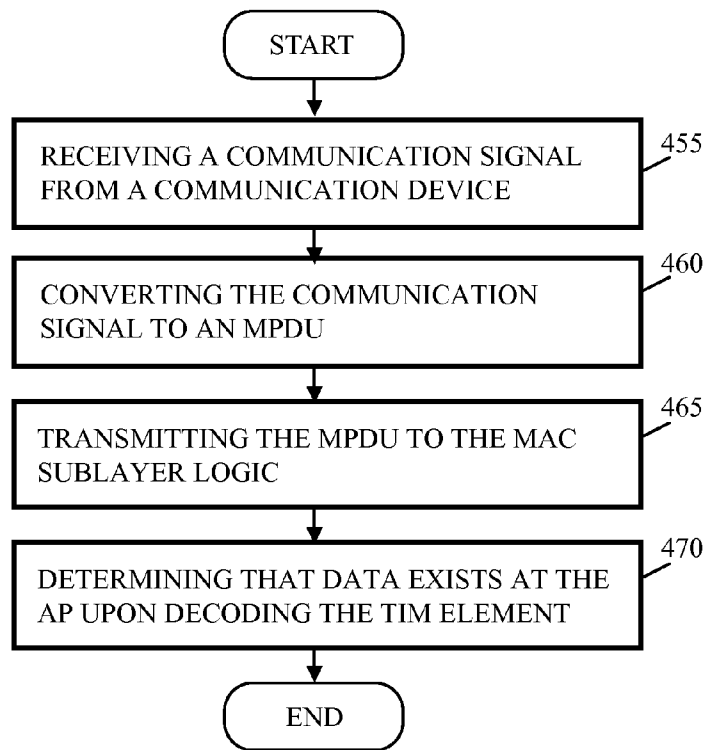 START
RECEIVING A COMMUNICATION SIGNAL
FROM A COMMUNICATION DEVICE
455
CONVERTING THE COMMUNICATION
SIGNAL TO AN MPDU
460
TRANSMITTING THE MPDU TO THE MAC
SUBLAYER LOGIC
465
DETERMINING THAT DATA EXISTS AT THE
AP UPON DECODING THE TIM ELEMENT
470
END